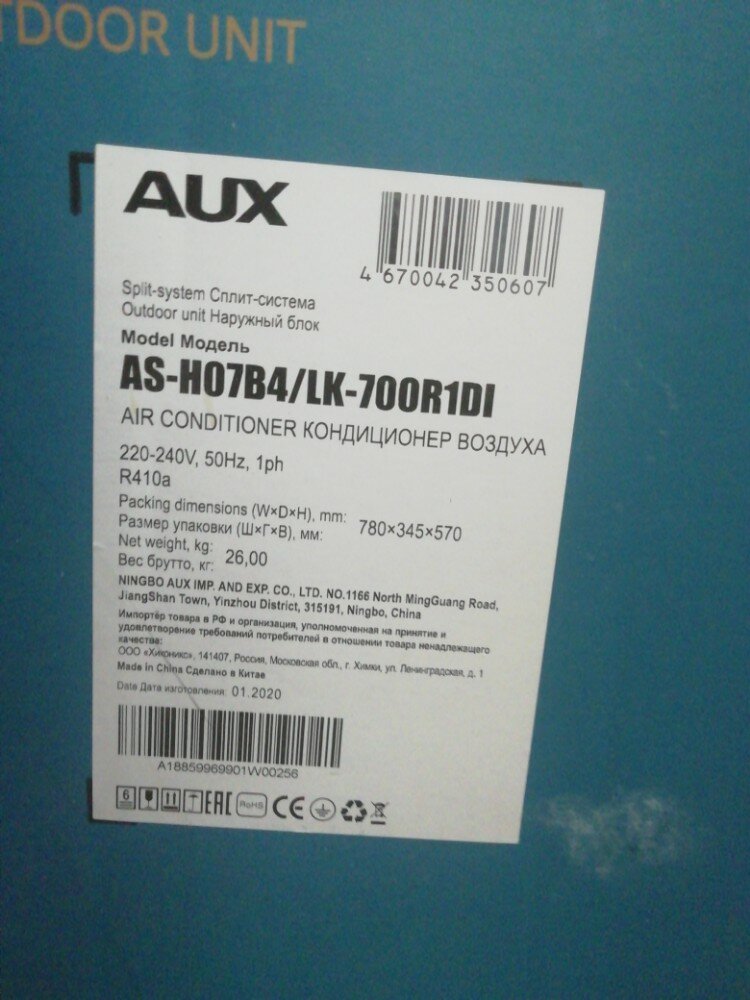 TDOOR UNIT
AUX
4 670042 350607
Split-system Сплит-система
Outdoor unit Наружный блок
Model Модель
AS-H07B4/LK-700R1DI
AIR CONDITIONER КОНДИЦИОНЕР ВОЗДУХА
220-240V, 50Hz, 1ph
R410a
Packing dimensions (W×D×H), mm:
Размер упаковки (Ш×Г×В), мм: 780×345×570
Net weight, kg:
Вес брутто, кг: 26,00
NINGBO AUX IMP. AND EXP. CO., LTD. NO.1166 North MingGuang Road,
JiangShan Town, Yinzhou District, 315191, Ningbo, China
Импортёр товара в РФ и организация, уполномоченная на принятие и
удовлетворение требований потребителей в отношении товара ненадлежащего
качества:
ООО «Хиконикс», 141407, Россия, Московская обл., г. Химки, ул. Ленинградская, д. 1
Made in China Сделано в Китае
Date Дата изготовления: 01.2020
A18859969901W00256
6 EAC RoHS CE